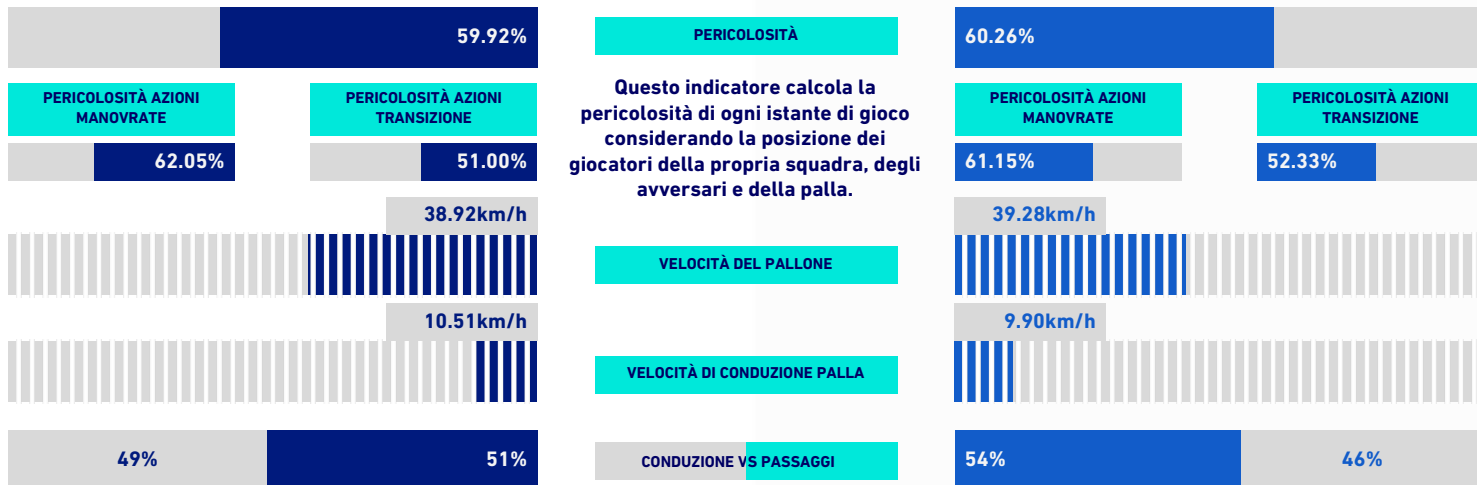 59.92%
PERICOLOSITÀ
60.26%
PERICOLOSITÀ AZIONI
MANOVRATE
PERICOLOSITÀ AZIONI
TRANSIZIONE
Questo indicatore calcola la
pericolosità di ogni istante di gioco
considerando la posizione dei
giocatori della propria squadra, degli
avversari e della palla.
PERICOLOSITÀ AZIONI
MANOVRATE
PERICOLOSITÀ AZIONI
TRANSIZIONE
62.05%
51.00%
61.15%
52.33%
38.92km/h
39.28km/h
VELOCITÀ DEL PALLONE
10.51km/h
9.90km/h
VELOCITÀ DI CONDUZIONE PALLA
49%
51%
CONDUZIONE VS PASSAGGI
54%
46%